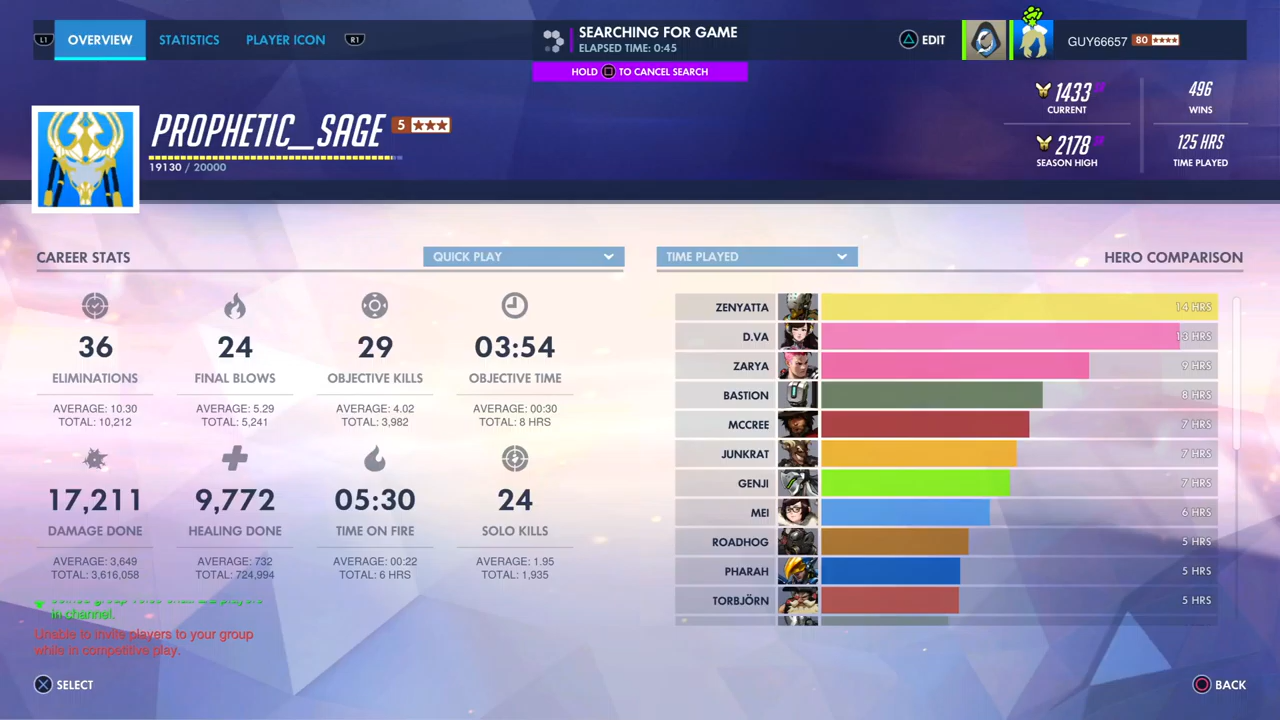 L1 OVERVIEW STATISTICS PLAYER ICON R1
SEARCHING FOR GAME
ELAPSED TIME: 0:45
HOLD TO CANCEL SEARCH
EDIT
GUY66657 80
PROPHETIC_SAGE 5
19130 / 20000
1433 SR
CURRENT
2178 SR
SEASON HIGH
496
WINS
125 HRS
TIME PLAYED
CAREER STATS
QUICK PLAY
TIME PLAYED
HERO COMPARISON
36
ELIMINATIONS
AVERAGE: 10.30
TOTAL: 10,212
24
FINAL BLOWS
AVERAGE: 5.29
TOTAL: 5,241
29
OBJECTIVE KILLS
AVERAGE: 4.02
TOTAL: 3,982
03:54
OBJECTIVE TIME
AVERAGE: 00:30
TOTAL: 8 HRS
17,211
DAMAGE DONE
AVERAGE: 3,649
TOTAL: 3,616,058
9,772
HEALING DONE
AVERAGE: 732
TOTAL: 724,994
05:30
TIME ON FIRE
AVERAGE: 00:22
TOTAL: 6 HRS
24
SOLO KILLS
AVERAGE: 1.95
TOTAL: 1,935
ZENYATTA 14 HRS
D.VA 13 HRS
ZARYA 9 HRS
BASTION 8 HRS
MCCREE 7 HRS
JUNKRAT 7 HRS
GENJI 7 HRS
MEI 6 HRS
ROADHOG 5 HRS
PHARAH 5 HRS
TORBJÖRN 5 HRS
in channel.
Unable to invite players to your group
while in competitive play.
SELECT
BACK